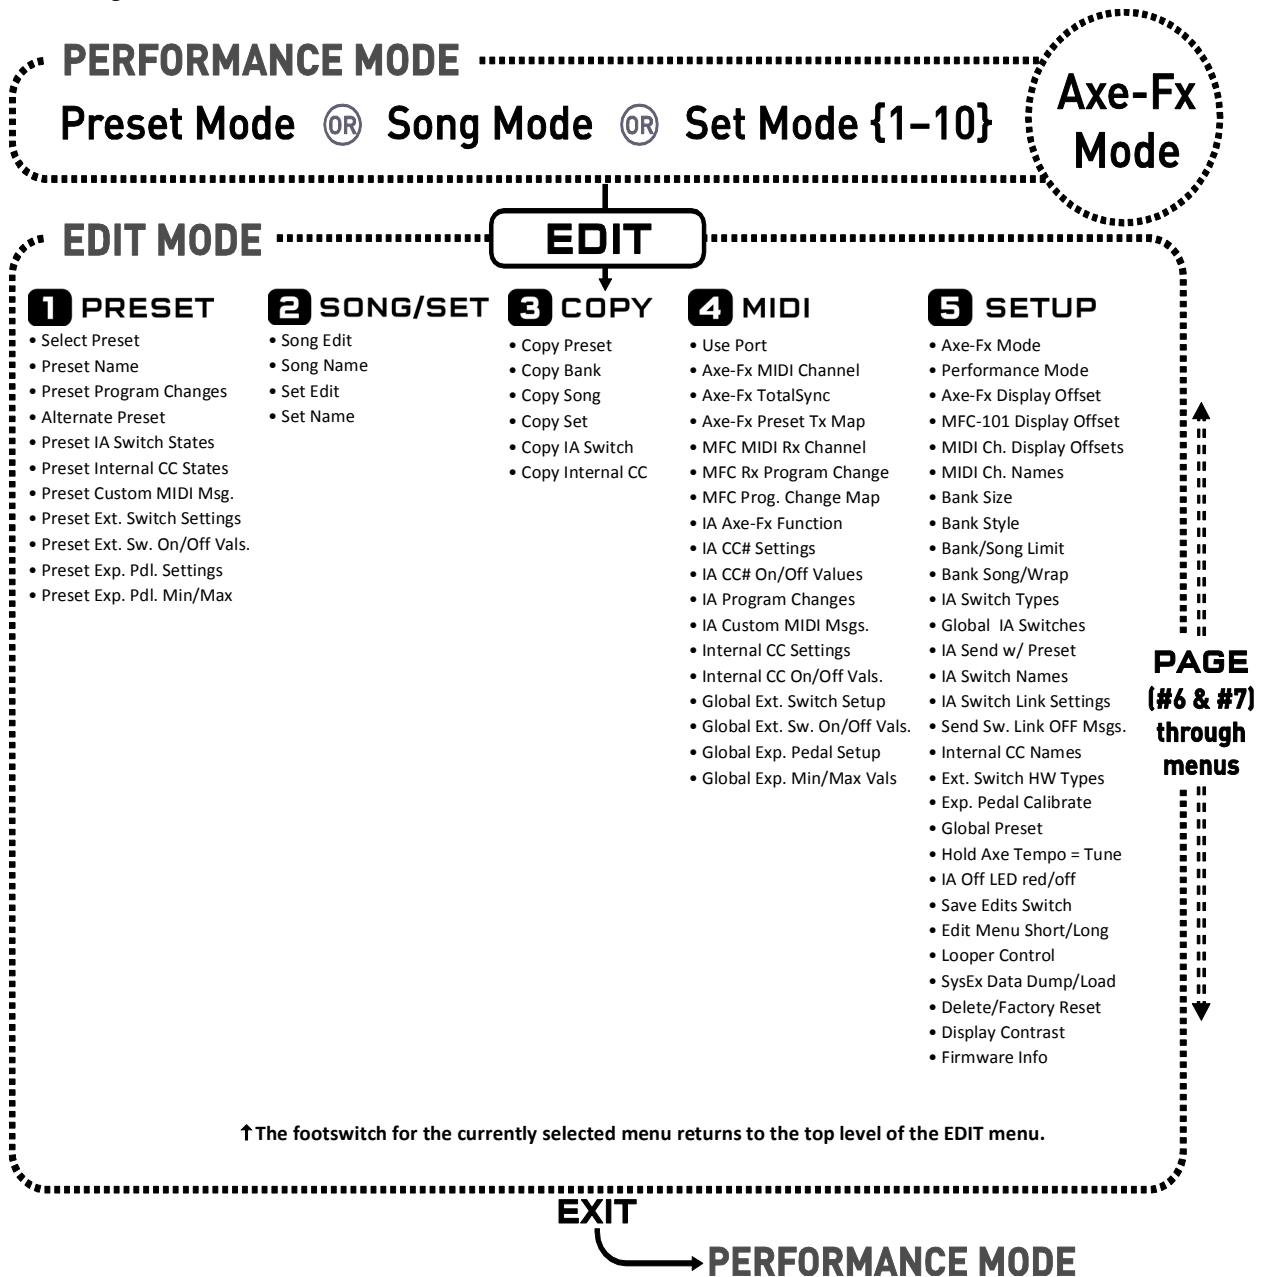 PERFORMANCE MODE
Preset Mode OR Song Mode OR Set Mode {1–10}
Axe-Fx
Mode
EDIT MODE
EDIT
1 PRESET
• Select Preset
• Preset Name
• Preset Program Changes
• Alternate Preset
• Preset IA Switch States
• Preset Internal CC States
• Preset Custom MIDI Msg.
• Preset Ext. Switch Settings
• Preset Ext. Sw. On/Off Vals.
• Preset Exp. Pdl. Settings
• Preset Exp. Pdl. Min/Max
2 SONG/SET
• Song Edit
• Song Name
• Set Edit
• Set Name
3 COPY
• Copy Preset
• Copy Bank
• Copy Song
• Copy Set
• Copy IA Switch
• Copy Internal CC
4 MIDI
• Use Port
• Axe-Fx MIDI Channel
• Axe-Fx TotalSync
• Axe-Fx Preset Tx Map
• MFC MIDI Rx Channel
• MFC Rx Program Change
• MFC Prog. Change Map
• IA Axe-Fx Function
• IA CC# Settings
• IA CC# On/Off Values
• IA Program Changes
• IA Custom MIDI Msgs.
• Internal CC Settings
• Internal CC On/Off Vals.
• Global Ext. Switch Setup
• Global Ext. Sw. On/Off Vals.
• Global Exp. Pedal Setup
• Global Exp. Min/Max Vals
5 SETUP
• Axe-Fx Mode
• Performance Mode
• Axe-Fx Display Offset
• MFC-101 Display Offset
• MIDI Ch. Display Offsets
• MIDI Ch. Names
• Bank Size
• Bank Style
• Bank/Song Limit
• Bank Song/Wrap
• IA Switch Types
• Global  IA Switches
• IA Send w/ Preset
• IA Switch Names
• IA Switch Link Settings
• Send Sw. Link OFF Msgs.
• Internal CC Names
• Ext. Switch HW Types
• Exp. Pedal Calibrate
• Global Preset
• Hold Axe Tempo = Tune
• IA Off LED red/off
• Save Edits Switch
• Edit Menu Short/Long
• Looper Control
• SysEx Data Dump/Load
• Delete/Factory Reset
• Display Contrast
• Firmware Info
PAGE
(#6 & #7)
through
menus
↑The footswitch for the currently selected menu returns to the top level of the EDIT menu.
EXIT
PERFORMANCE MODE